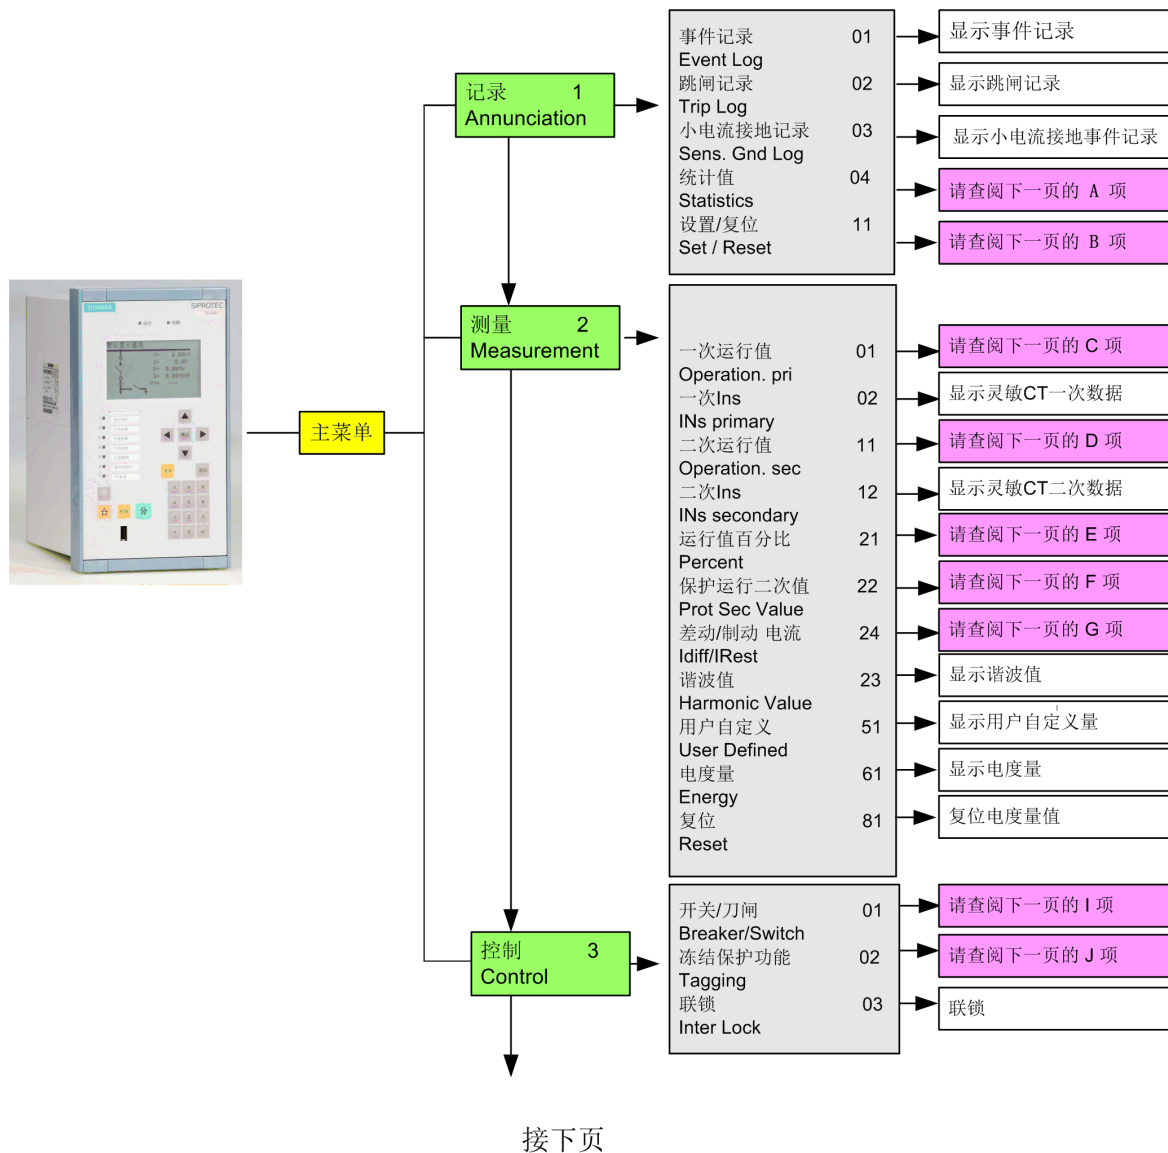 事件记录 01
Event Log
跳闸记录 02
Trip Log
小电流接地记录 03
Sens. Gnd Log
统计值 04
Statistics
设置/复位 11
Set / Reset
显示事件记录
显示跳闸记录
显示小电流接地事件记录
请查阅下一页的 A 项
请查阅下一页的 B 项
记录 1
Annunciation
SIEMENS
SIPROTEC
合
分
主菜单
测量 2
Measurement
一次运行值 01
Operation. pri
一次Ins 02
INs primary
二次运行值 11
Operation. sec
二次Ins 12
INs secondary
运行值百分比 21
Percent
保护运行二次值 22
Prot Sec Value
差动/制动 电流 24
Idiff/IRest
谐波值 23
Harmonic Value
用户自定义 51
User Defined
电度量 61
Energy
复位 81
Reset
请查阅下一页的 C 项
显示灵敏CT一次数据
请查阅下一页的 D 项
显示灵敏CT二次数据
请查阅下一页的 E 项
请查阅下一页的 F 项
请查阅下一页的 G 项
显示谐波值
显示用户自定义量
显示电度量
复位电度量值
控制 3
Control
开关/刀闸 01
Breaker/Switch
冻结保护功能 02
Tagging
联锁 03
Inter Lock
请查阅下一页的 I 项
请查阅下一页的 J 项
联锁
接下页